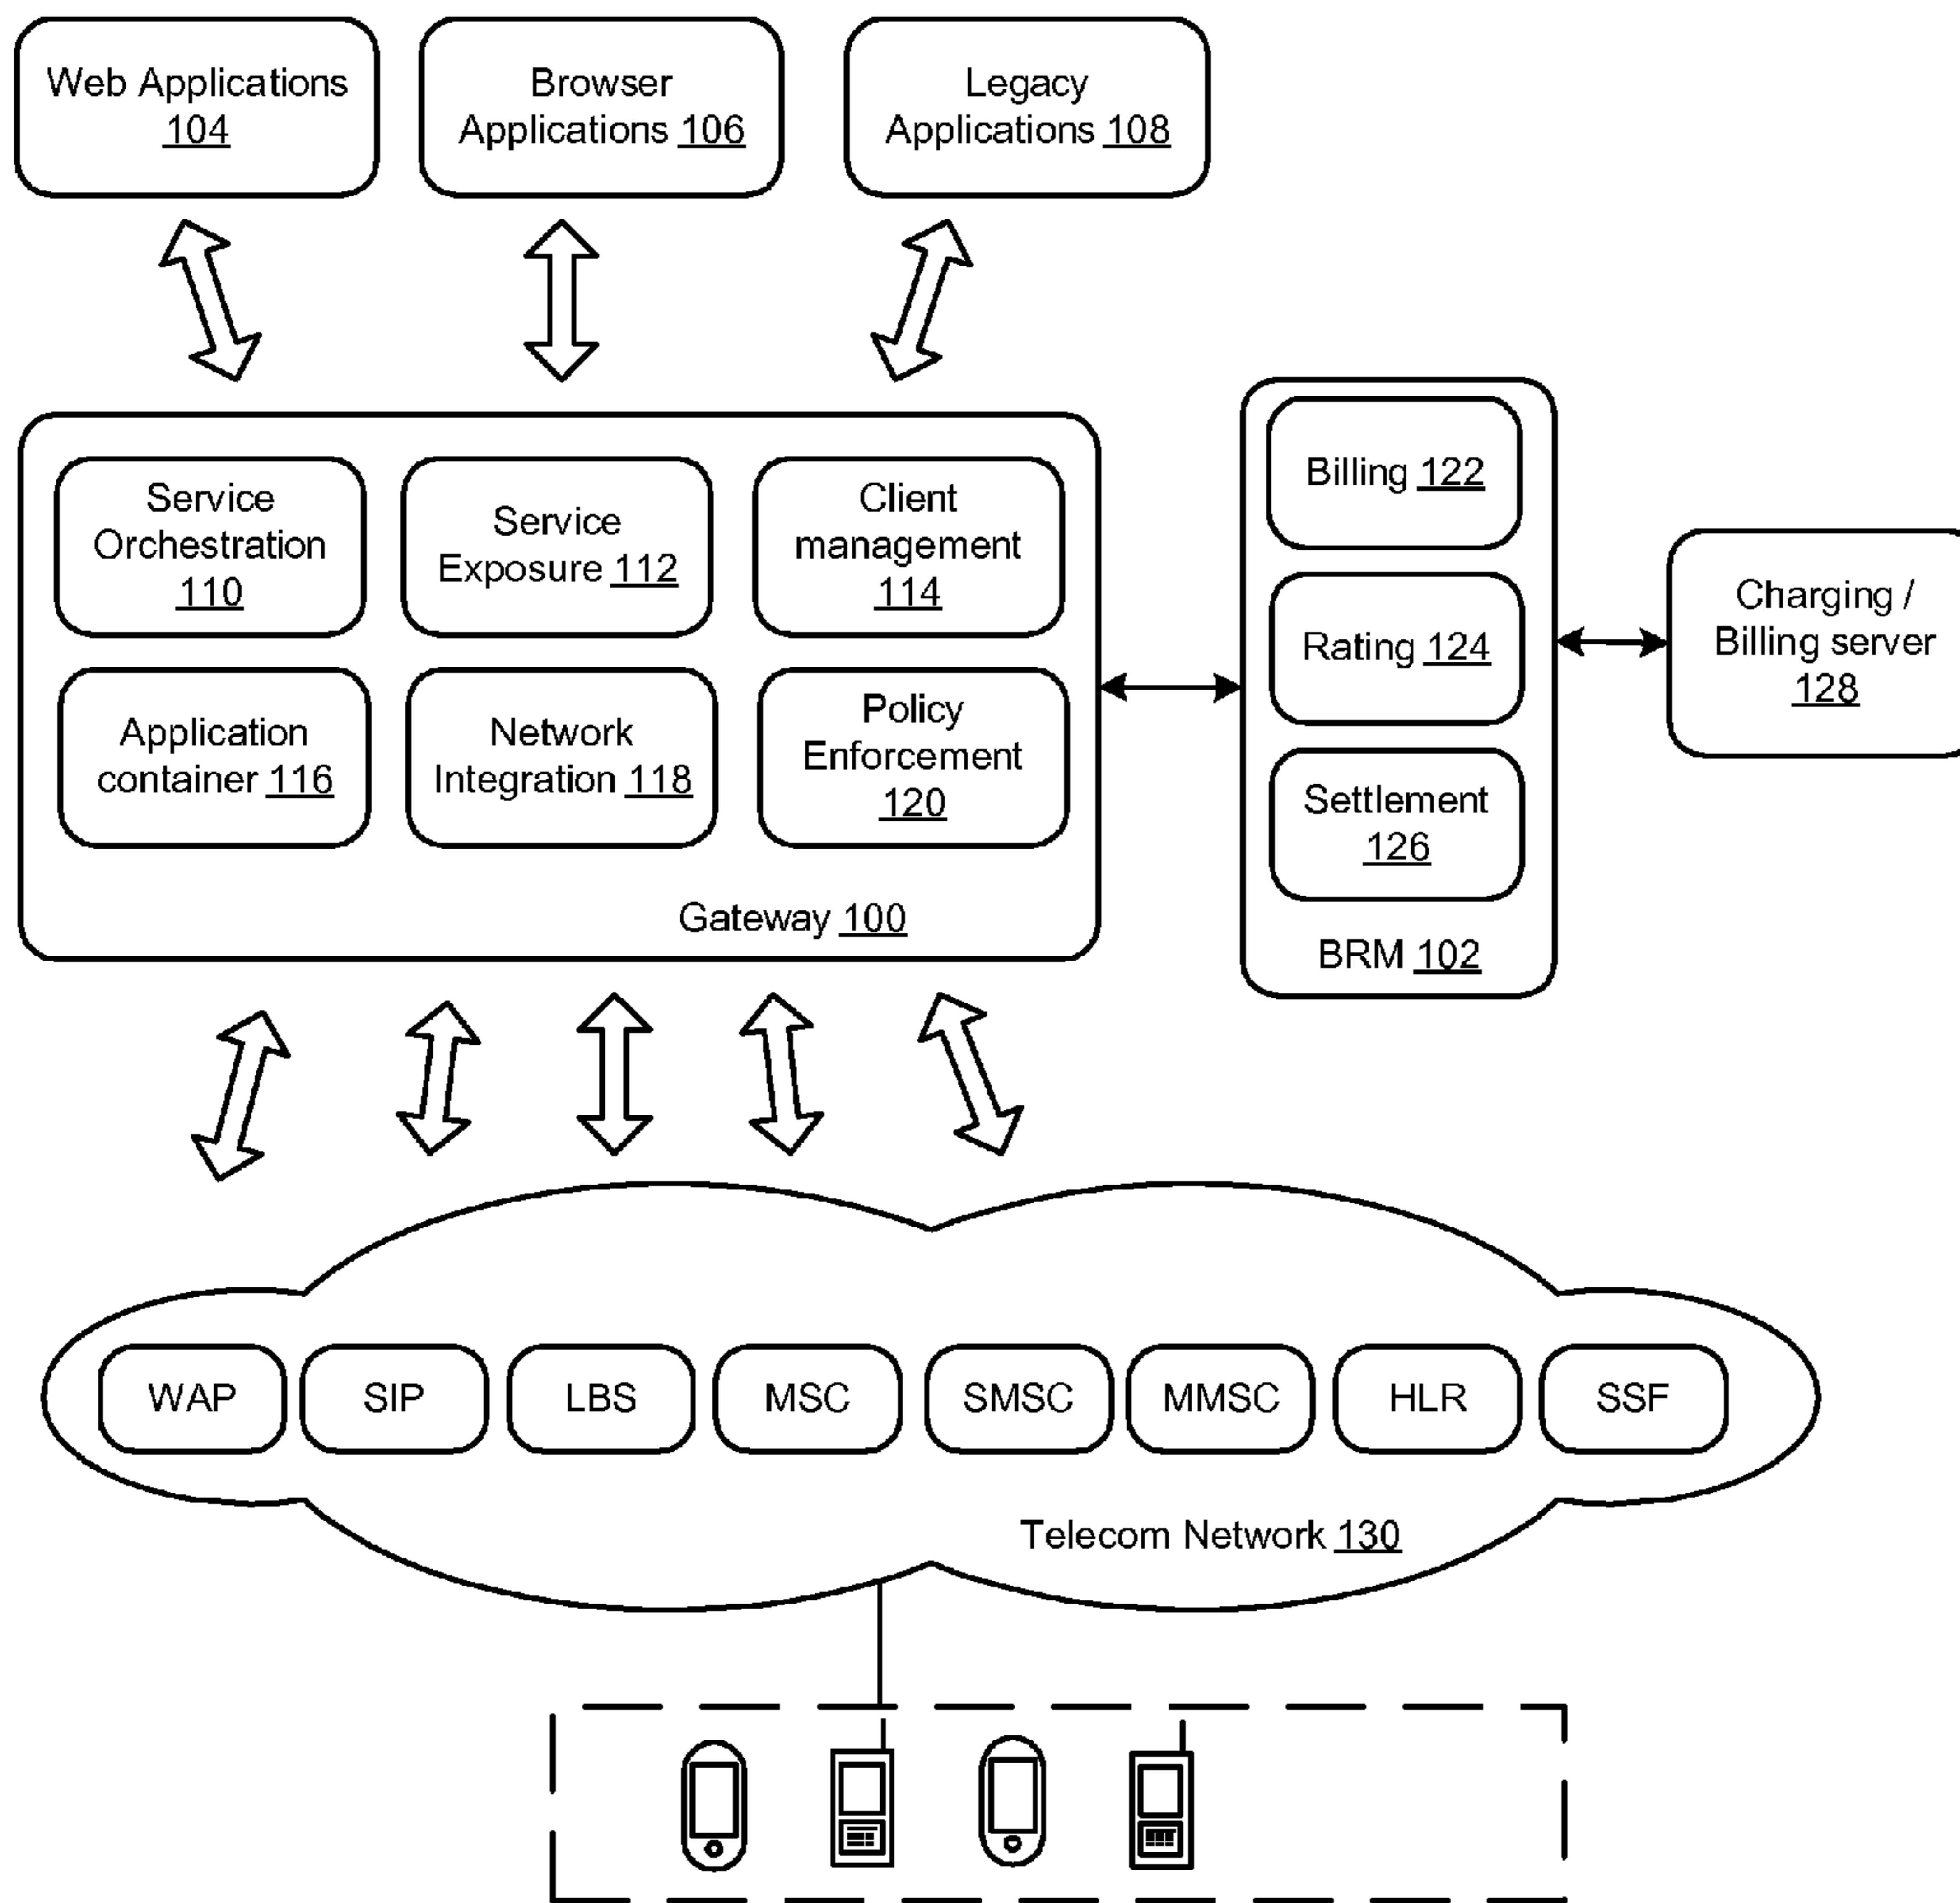 Web Applications
104
Browser
Applications 106
Legacy
Applications 108
Service
Orchestration
110
Service
Exposure 112
Client
management
114
Application
container 116
Network
Integration 118
Policy
Enforcement
120
Gateway 100
Billing 122
Rating 124
Settlement
126
BRM 102
Charging /
Billing server
128
WAP
SIP
LBS
MSC
SMSC
MMSC
HLR
SSF
Telecom Network 130